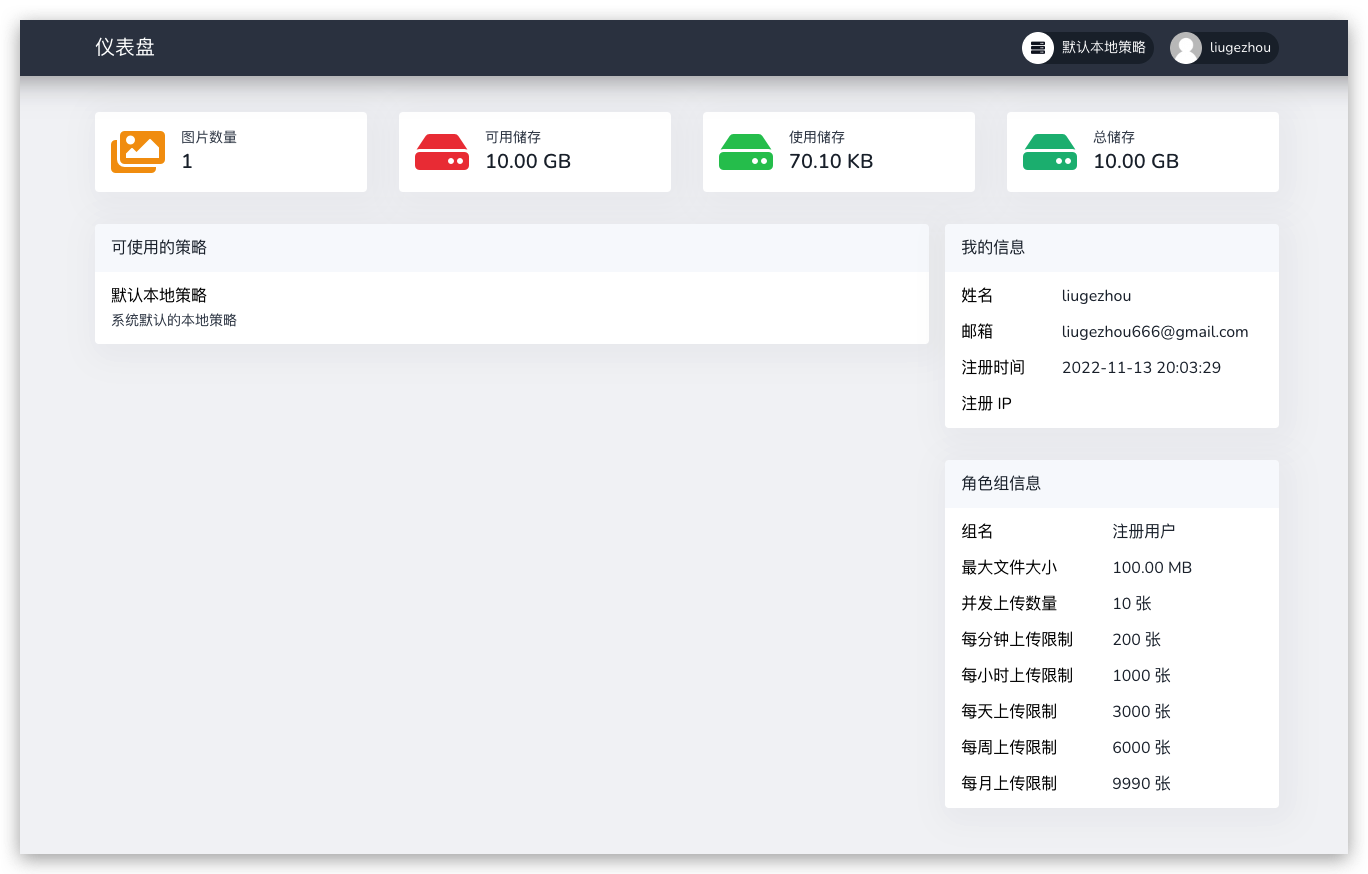 仪表盘
默认本地策略
liugezhou
图片数量
1
可用储存
10.00 GB
使用储存
70.10 KB
总储存
10.00 GB
可使用的策略
默认本地策略
系统默认的本地策略
我的信息
姓名 liugezhou
邮箱 liugezhou666@gmail.com
注册时间 2022-11-13 20:03:29
注册 IP
角色组信息
组名 注册用户
最大文件大小 100.00 MB
并发上传数量 10 张
每分钟上传限制 200 张
每小时上传限制 1000 张
每天上传限制 3000 张
每周上传限制 6000 张
每月上传限制 9990 张